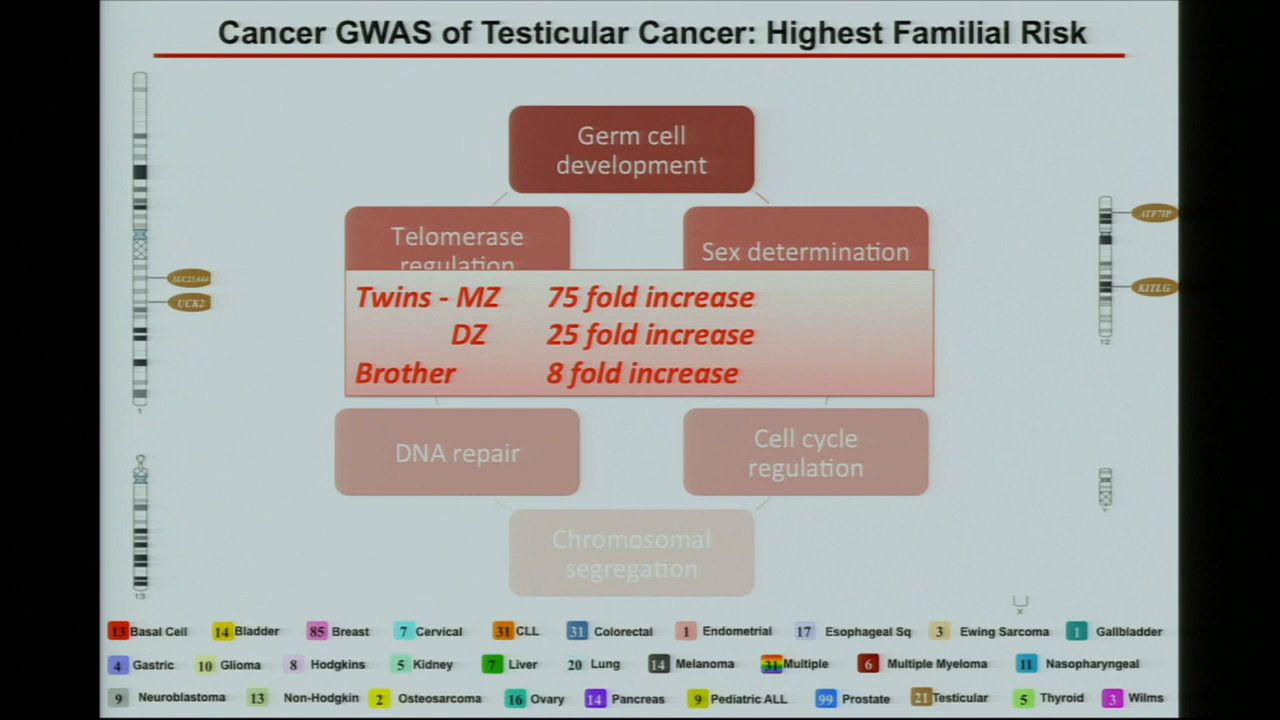 Cancer GWAS of Testicular Cancer: Highest Familial Risk
Germ cell
development
Telomerase
regulation
Sex determination
Twins - MZ 75 fold increase
DZ 25 fold increase
Brother 8 fold increase
DNA repair
Cell cycle
regulation
Chromosomal
segregation
SLC25A44
UCK2
1
13
ATF7IP
KITLG
12
Y
X
13 Basal Cell 14 Bladder 85 Breast 7 Cervical 31 CLL 31 Colorectal 1 Endometrial 17 Esophageal Sq 3 Ewing Sarcoma 1 Gallbladder
4 Gastric 10 Glioma 8 Hodgkins 5 Kidney 7 Liver 20 Lung 14 Melanoma 31 Multiple 6 Multiple Myeloma 11 Nasopharyngeal
9 Neuroblastoma 13 Non-Hodgkin 2 Osteosarcoma 16 Ovary 14 Pancreas 9 Pediatric ALL 99 Prostate 21 Testicular 5 Thyroid 3 Wilms